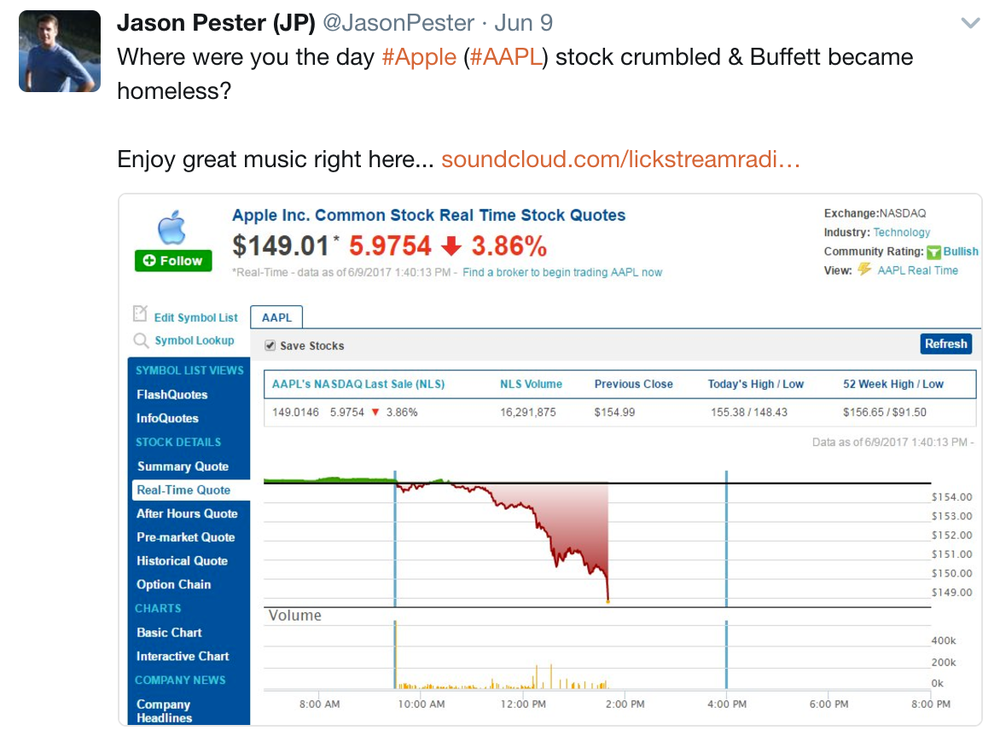 Jason Pester (JP) @JasonPester · Jun 9
Where were you the day #Apple (#AAPL) stock crumbled & Buffett became
homeless?
Enjoy great music right here... soundcloud.com/lickstreamradi…
Apple Inc. Common Stock Real Time Stock Quotes
$149.01* 5.9754 3.86%
*Real-Time - data as of 6/9/2017 1:40:13 PM - Find a broker to begin trading AAPL now
Follow
Exchange:NASDAQ
Industry: Technology
Community Rating: Bullish
View: AAPL Real Time
Edit Symbol List
Symbol Lookup
AAPL
Save Stocks
Refresh
SYMBOL LIST VIEWS
FlashQuotes
InfoQuotes
STOCK DETAILS
Summary Quote
Real-Time Quote
After Hours Quote
Pre-market Quote
Historical Quote
Option Chain
CHARTS
Basic Chart
Interactive Chart
COMPANY NEWS
Company
Headlines
AAPL's NASDAQ Last Sale (NLS) NLS Volume Previous Close Today's High / Low 52 Week High / Low
149.0146 5.9754 ▼ 3.86% 16,291,875 $154.99 155.38 / 148.43 $156.65 / $91.50
Data as of 6/9/2017 1:40:13 PM -
$154.00
$153.00
$152.00
$151.00
$150.00
$149.00
Volume
400k
200k
0k
8:00 AM 10:00 AM 12:00 PM 2:00 PM 4:00 PM 6:00 PM 8:00 PM